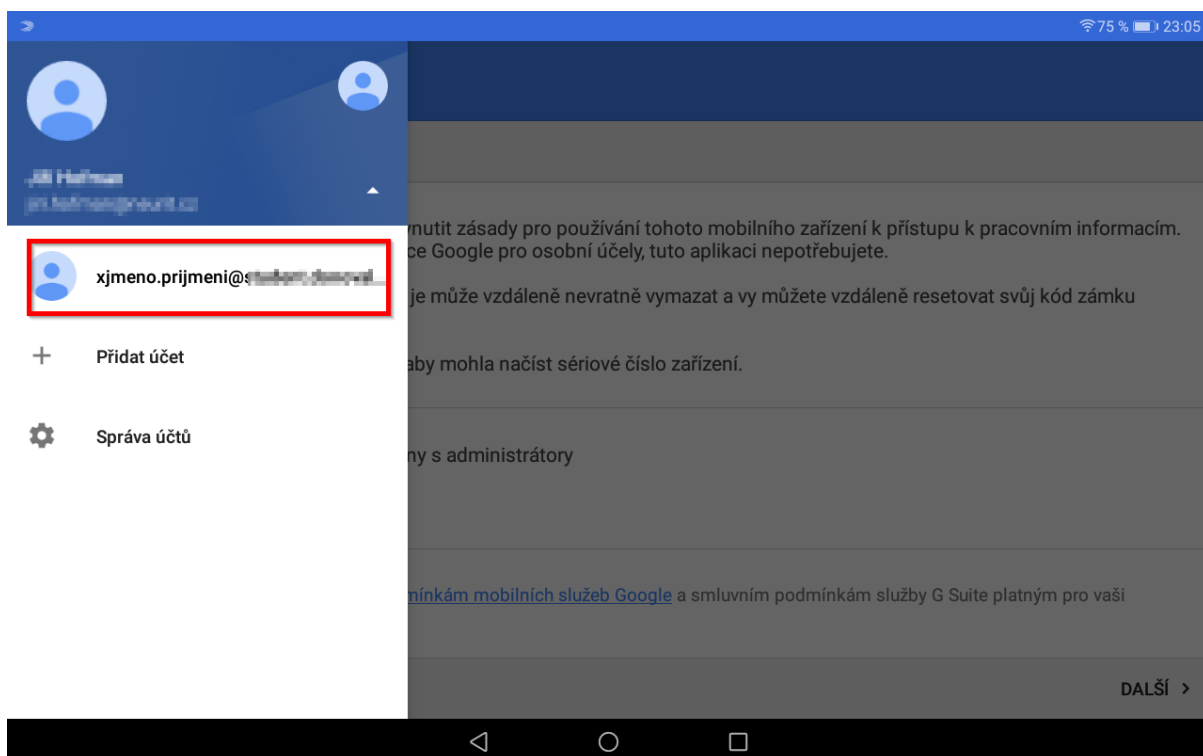 75 % 23:05
xjmeno.prijmeni@
Přidat účet
Správa účtů
nutit zásady pro používání tohoto mobilního zařízení k přístupu k pracovním informacím.
ce Google pro osobní účely, tuto aplikaci nepotřebujete.
je může vzdáleně nevratně vymazat a vy můžete vzdáleně resetovat svůj kód zámku
aby mohla načíst sériové číslo zařízení.
ny s administrátory
mínkám mobilních služeb Google a smluvním podmínkám služby G Suite platným pro vaši
DALŠÍ >